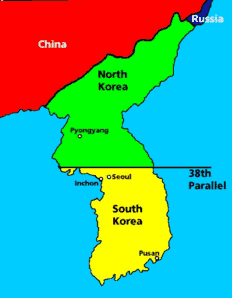 Russia
China
North
Korea
Pyongyang
38th
Parallel
Seoul
Inchon
South
Korea
Pusan